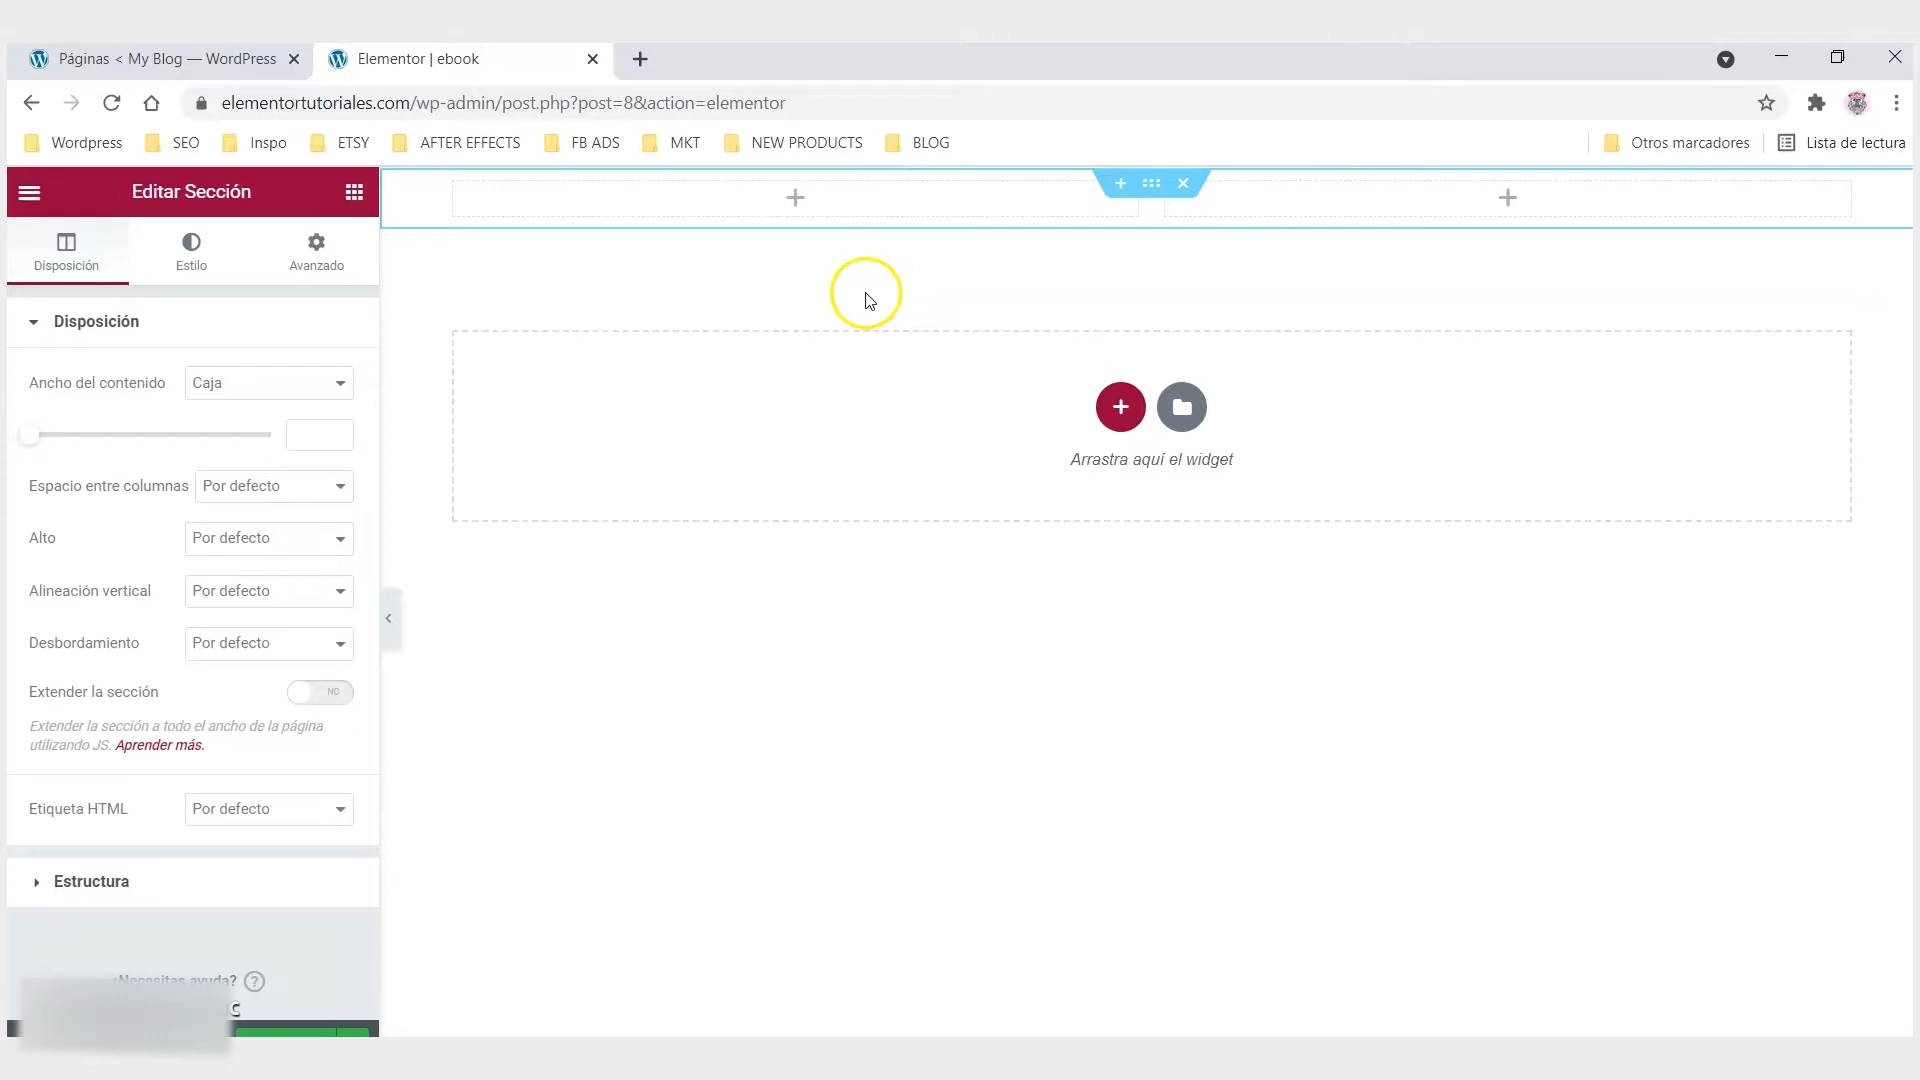 Páginas < My Blog — WordPress
Elementor | ebook
elementortutoriales.com/wp-admin/post.php?post=8&action=elementor
Wordpress
SEO
Inspo
ETSY
AFTER EFFECTS
FB ADS
MKT
NEW PRODUCTS
BLOG
Otros marcadores
Lista de lectura
Editar Sección
Disposición
Estilo
Avanzado
Disposición
Ancho del contenido
Caja
Espacio entre columnas
Por defecto
Alto
Por defecto
Alineación vertical
Por defecto
Desbordamiento
Por defecto
Extender la sección
NO
Extender la sección a todo el ancho de la página
utilizando JS. Aprender más.
Etiqueta HTML
Por defecto
Estructura
¿Necesitas ayuda?
Arrastra aquí el widget